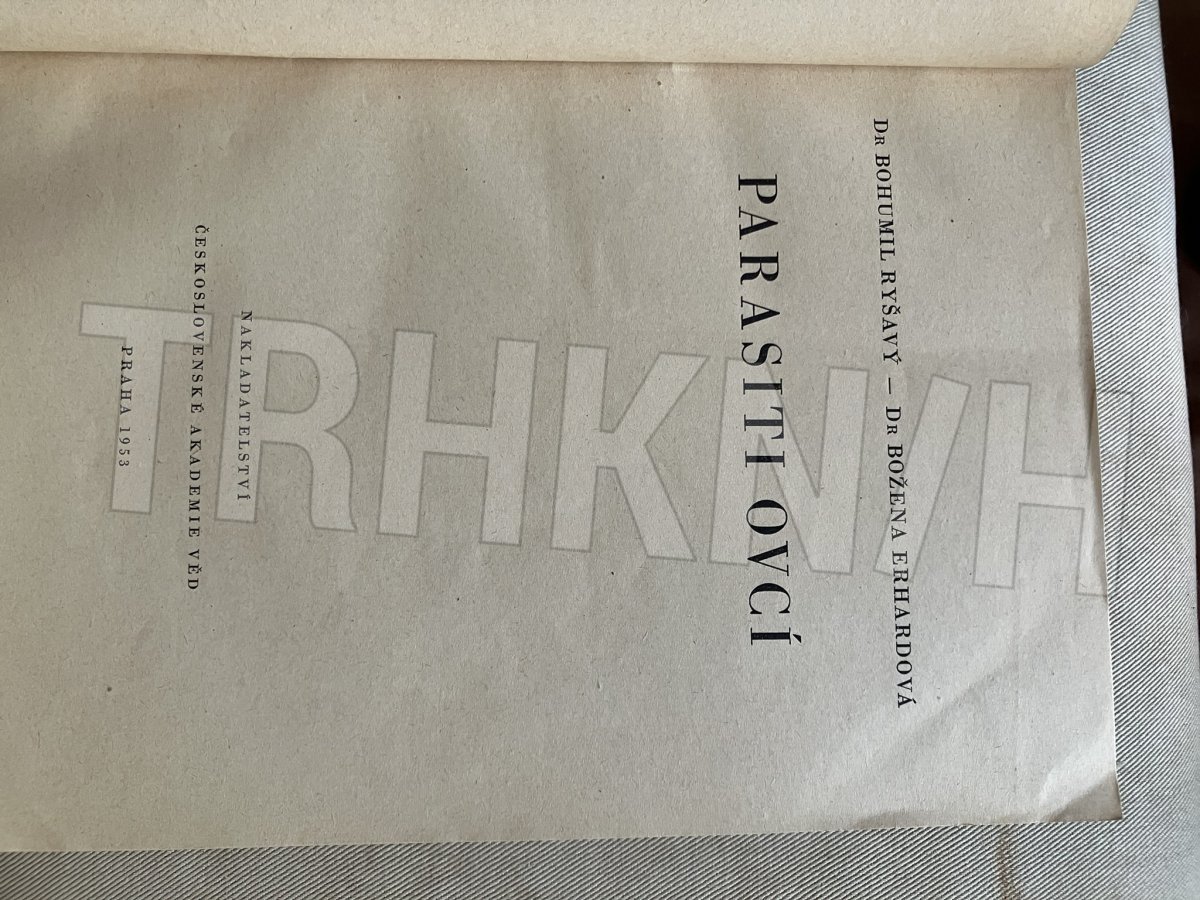 DR BOHUMIL RYŠAVÝ — DR BOŽENA ERHARDOVÁ
PARASITI OVCÍ
NAKLADATELSTVÍ
ČESKOSLOVENSKÉ AKADEMIE VĚD
PRAHA 1953
TRHKNIH